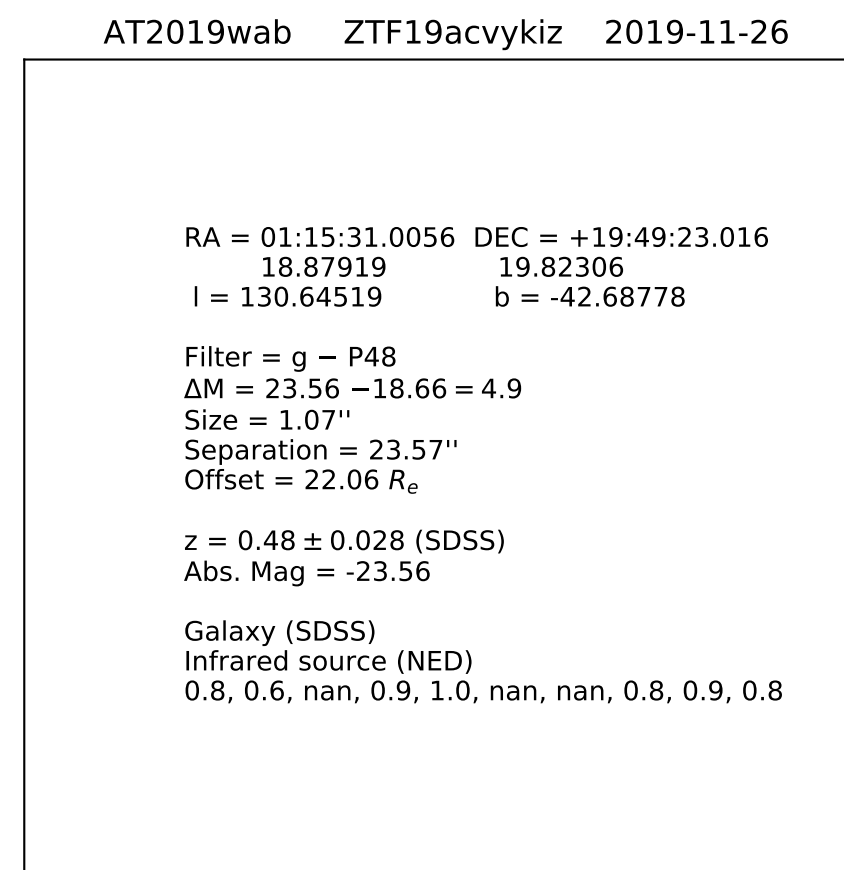 AT2019wab ZTF19acvykiz 2019-11-26
RA = 01:15:31.0056 DEC = +19:49:23.016
18.87919 19.82306
l = 130.64519 b = -42.68778
Filter = g − P48
ΔM = 23.56 −18.66 = 4.9
Size = 1.07''
Separation = 23.57''
Offset = 22.06 Rₑ
z = 0.48 ± 0.028 (SDSS)
Abs. Mag = -23.56
Galaxy (SDSS)
Infrared source (NED)
0.8, 0.6, nan, 0.9, 1.0, nan, nan, 0.8, 0.9, 0.8